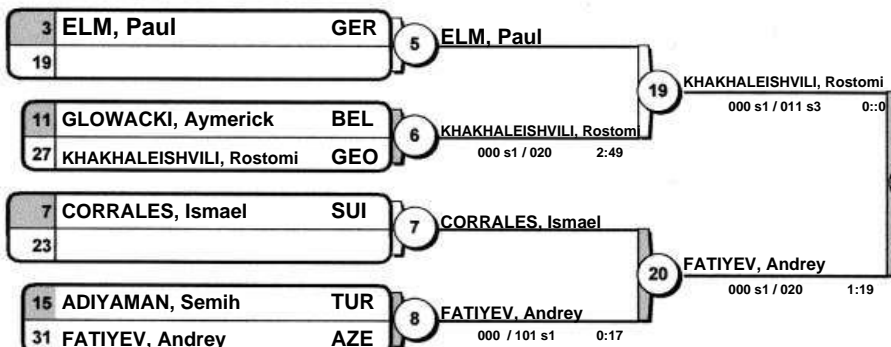 3 ELM, Paul GER
19
5
ELM, Paul
11 GLOWACKI, Aymerick BEL
27 KHAKHALEISHVILI, Rostomi GEO
6
KHAKHALEISHVILI, Rostomi
000 s1 / 020 2:49
19
KHAKHALEISHVILI, Rostomi
000 s1 / 011 s3 0::0
7 CORRALES, Ismael SUI
23
7
CORRALES, Ismael
15 ADIYAMAN, Semih TUR
31 FATIYEV, Andrey AZE
8
FATIYEV, Andrey
000 / 101 s1 0:17
20
FATIYEV, Andrey
000 s1 / 020 1:19